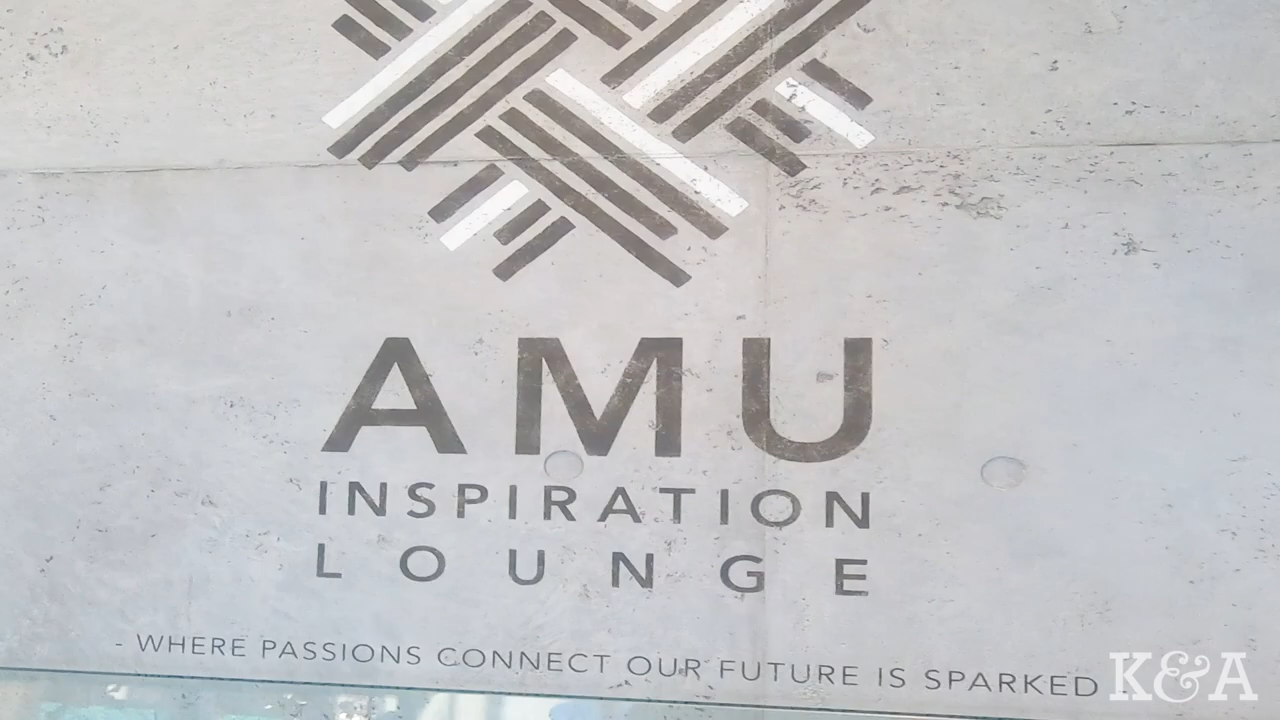 AMU
INSPIRATION
LOUNGE
- WHERE PASSIONS CONNECT OUR FUTURE IS SPARKED -
K&A